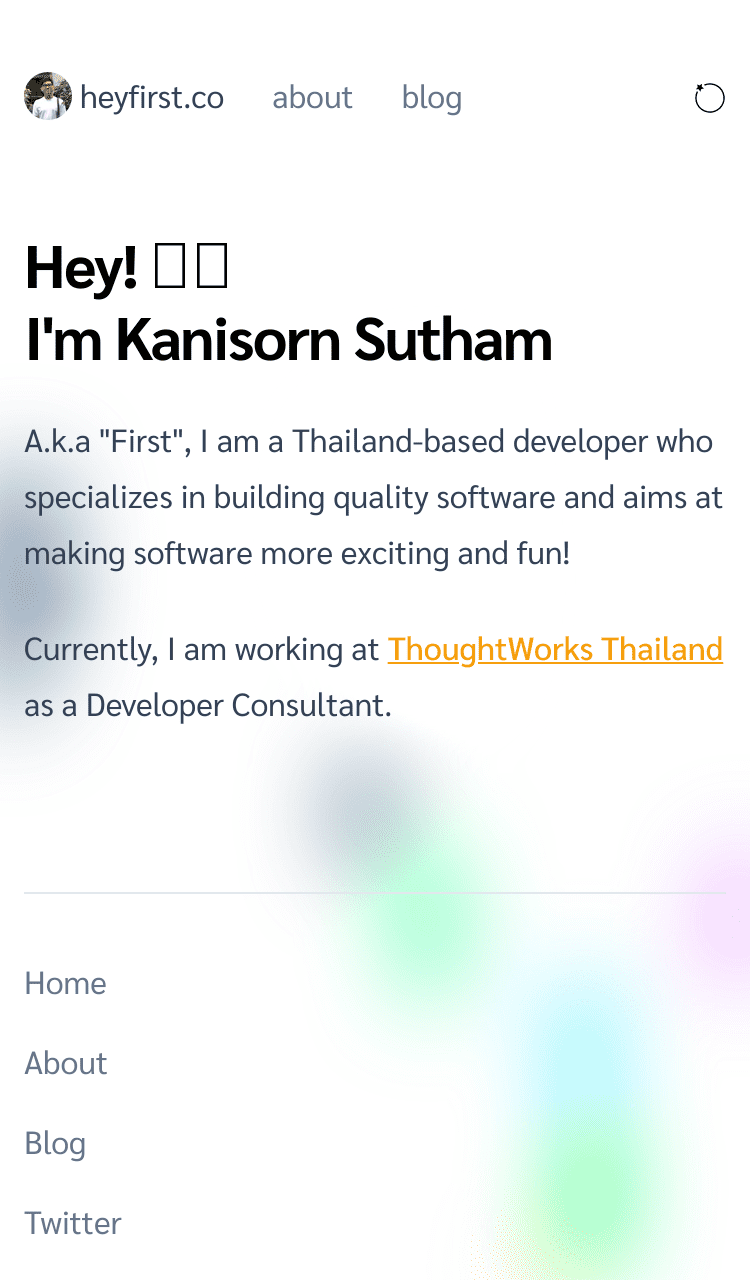 heyfirst.co about blog
Hey!
I'm Kanisorn Sutham
A.k.a "First", I am a Thailand-based developer who
specializes in building quality software and aims at
making software more exciting and fun!
Currently, I am working at ThoughtWorks Thailand
as a Developer Consultant.
Home
About
Blog
Twitter